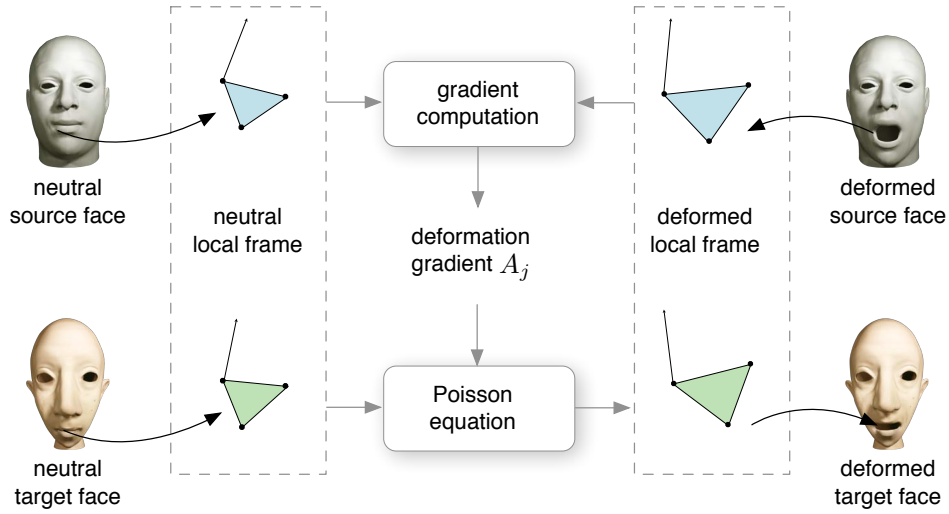 gradient
computation
neutral
source face
neutral
local frame
deformation
gradient A_j
deformed
local frame
deformed
source face
Poisson
equation
neutral
target face
deformed
target face